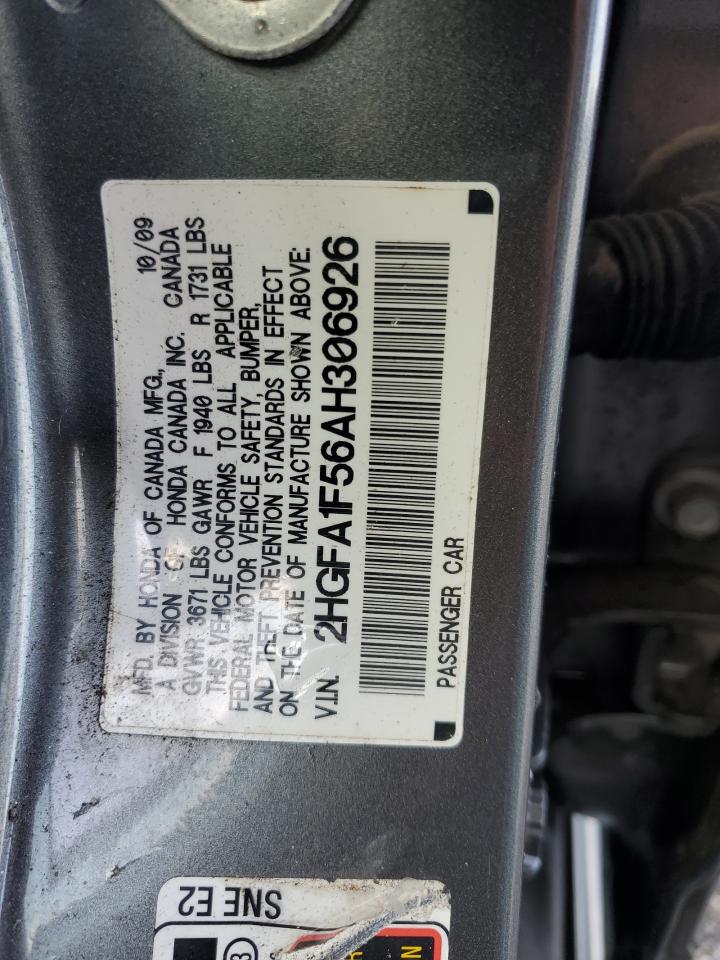 MFD. BY HONDA OF CANADA MFG., 10/09
A DIVISION OF HONDA CANADA INC. CANADA
GVWR 3671 LBS GAWR F 1940 LBS R 1731 LBS
THIS VEHICLE CONFORMS TO ALL APPLICABLE
FEDERAL MOTOR VEHICLE SAFETY, BUMPER,
AND THEFT PREVENTION STANDARDS IN EFFECT
ON THE DATE OF MANUFACTURE SHOWN ABOVE.
V.I.N. 2HGFA1F56AH306926
PASSENGER CAR
SNE E2